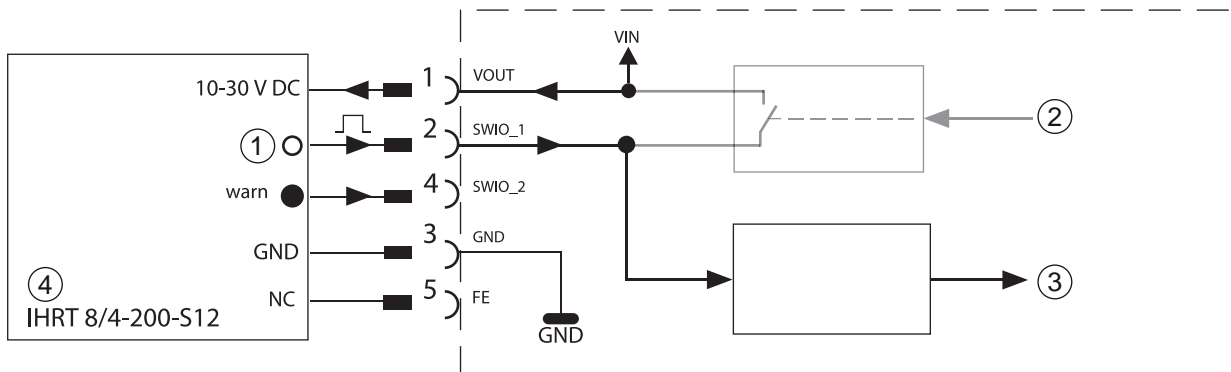 VIN
10-30 V DC
1
VOUT
①
2
SWIO_1
②
warn
4
SWIO_2
GND
3
GND
④
NC
5
FE
③
IHRT 8/4-200-S12
GND